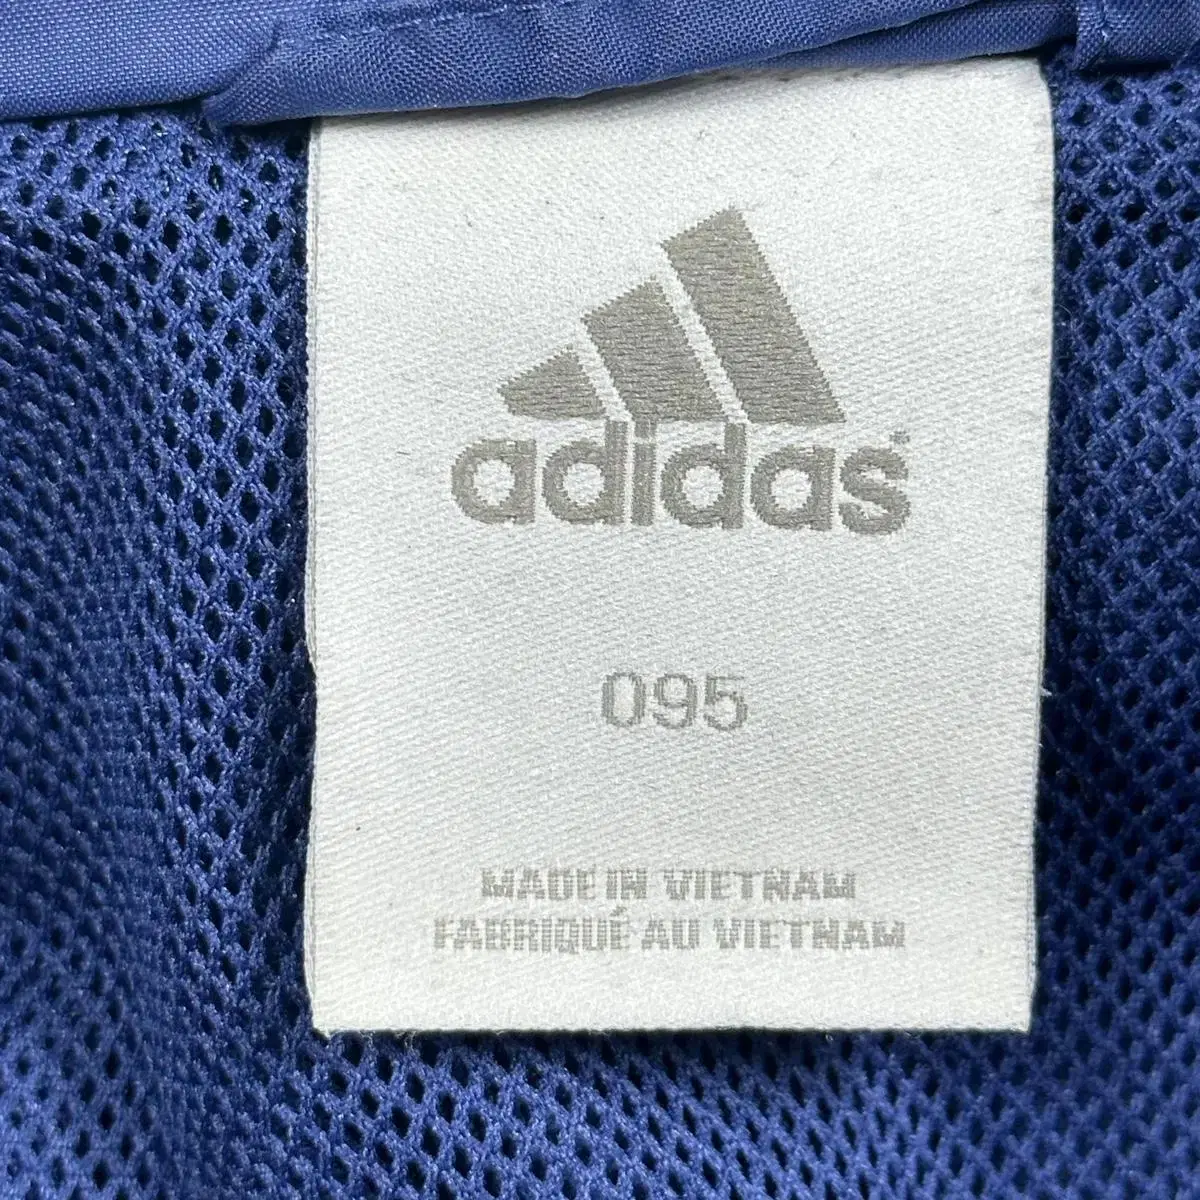 adidas
095
MADE IN VIETNAM
FABRIQUÉ AU VIETNAM